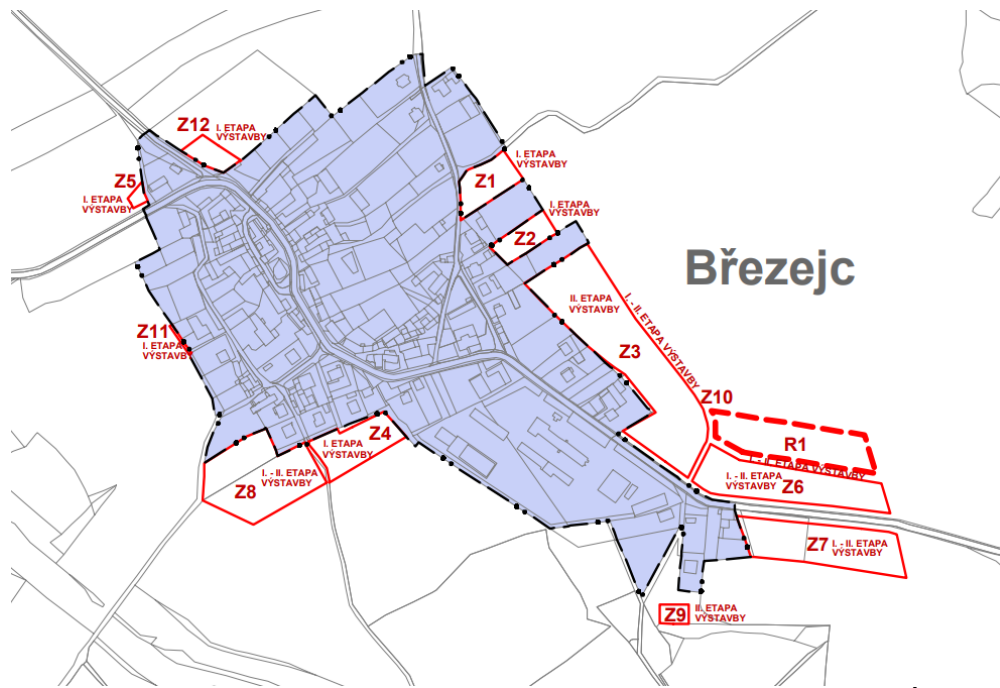 Z12
I. ETAPA
VÝSTAVBY
Z5
I. ETAPA
VÝSTAVBY
I. ETAPA
VÝSTAVBY
Z1
I. ETAPA
VÝSTAVBY
Z2
Březejc
II. ETAPA
VÝSTAVBY
I. - II. ETAPA VÝSTAVBY
Z11
I. ETAPA
VÝSTAVBY
Z3
Z10
R1
Z4
I. ETAPA
VÝSTAVBY
I. - II. ETAPA VÝSTAVBY
I. - II. ETAPA
VÝSTAVBY
Z6
I. - II. ETAPA
VÝSTAVBY
Z8
Z7
I. - II. ETAPA
VÝSTAVBY
Z9
II. ETAPA
VÝSTAVBY